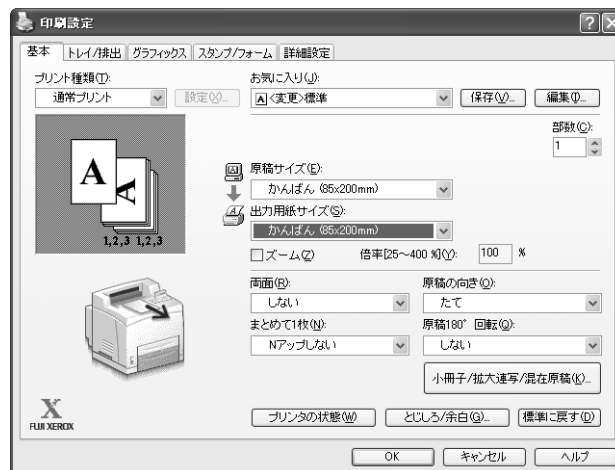 印刷設定
基本 トレイ/排出 グラフィックス スタンプ/フォーム 詳細設定
プリント種類(T):
通常プリント
設定(X)...
お気に入り(J):
A <変更>標準
保存(V)...
編集(I)...
部数(C):
1
A
A
1,2,3 1,2,3
原稿サイズ(E):
かんばん (85x200mm)
出力用紙サイズ(S):
かんばん (85x200mm)
ズーム(Z) 倍率[25～400 %](Y): 100 %
両面(R):
しない
原稿の向き(O):
たて
まとめて1枚(N):
Nアップしない
原稿180° 回転(Q):
しない
小冊子/拡大連写/混在原稿(K)...
X
FUJI XEROX
プリンタの状態(W) とじしろ/余白(G)... 標準に戻す(D)
OK キャンセル ヘルプ